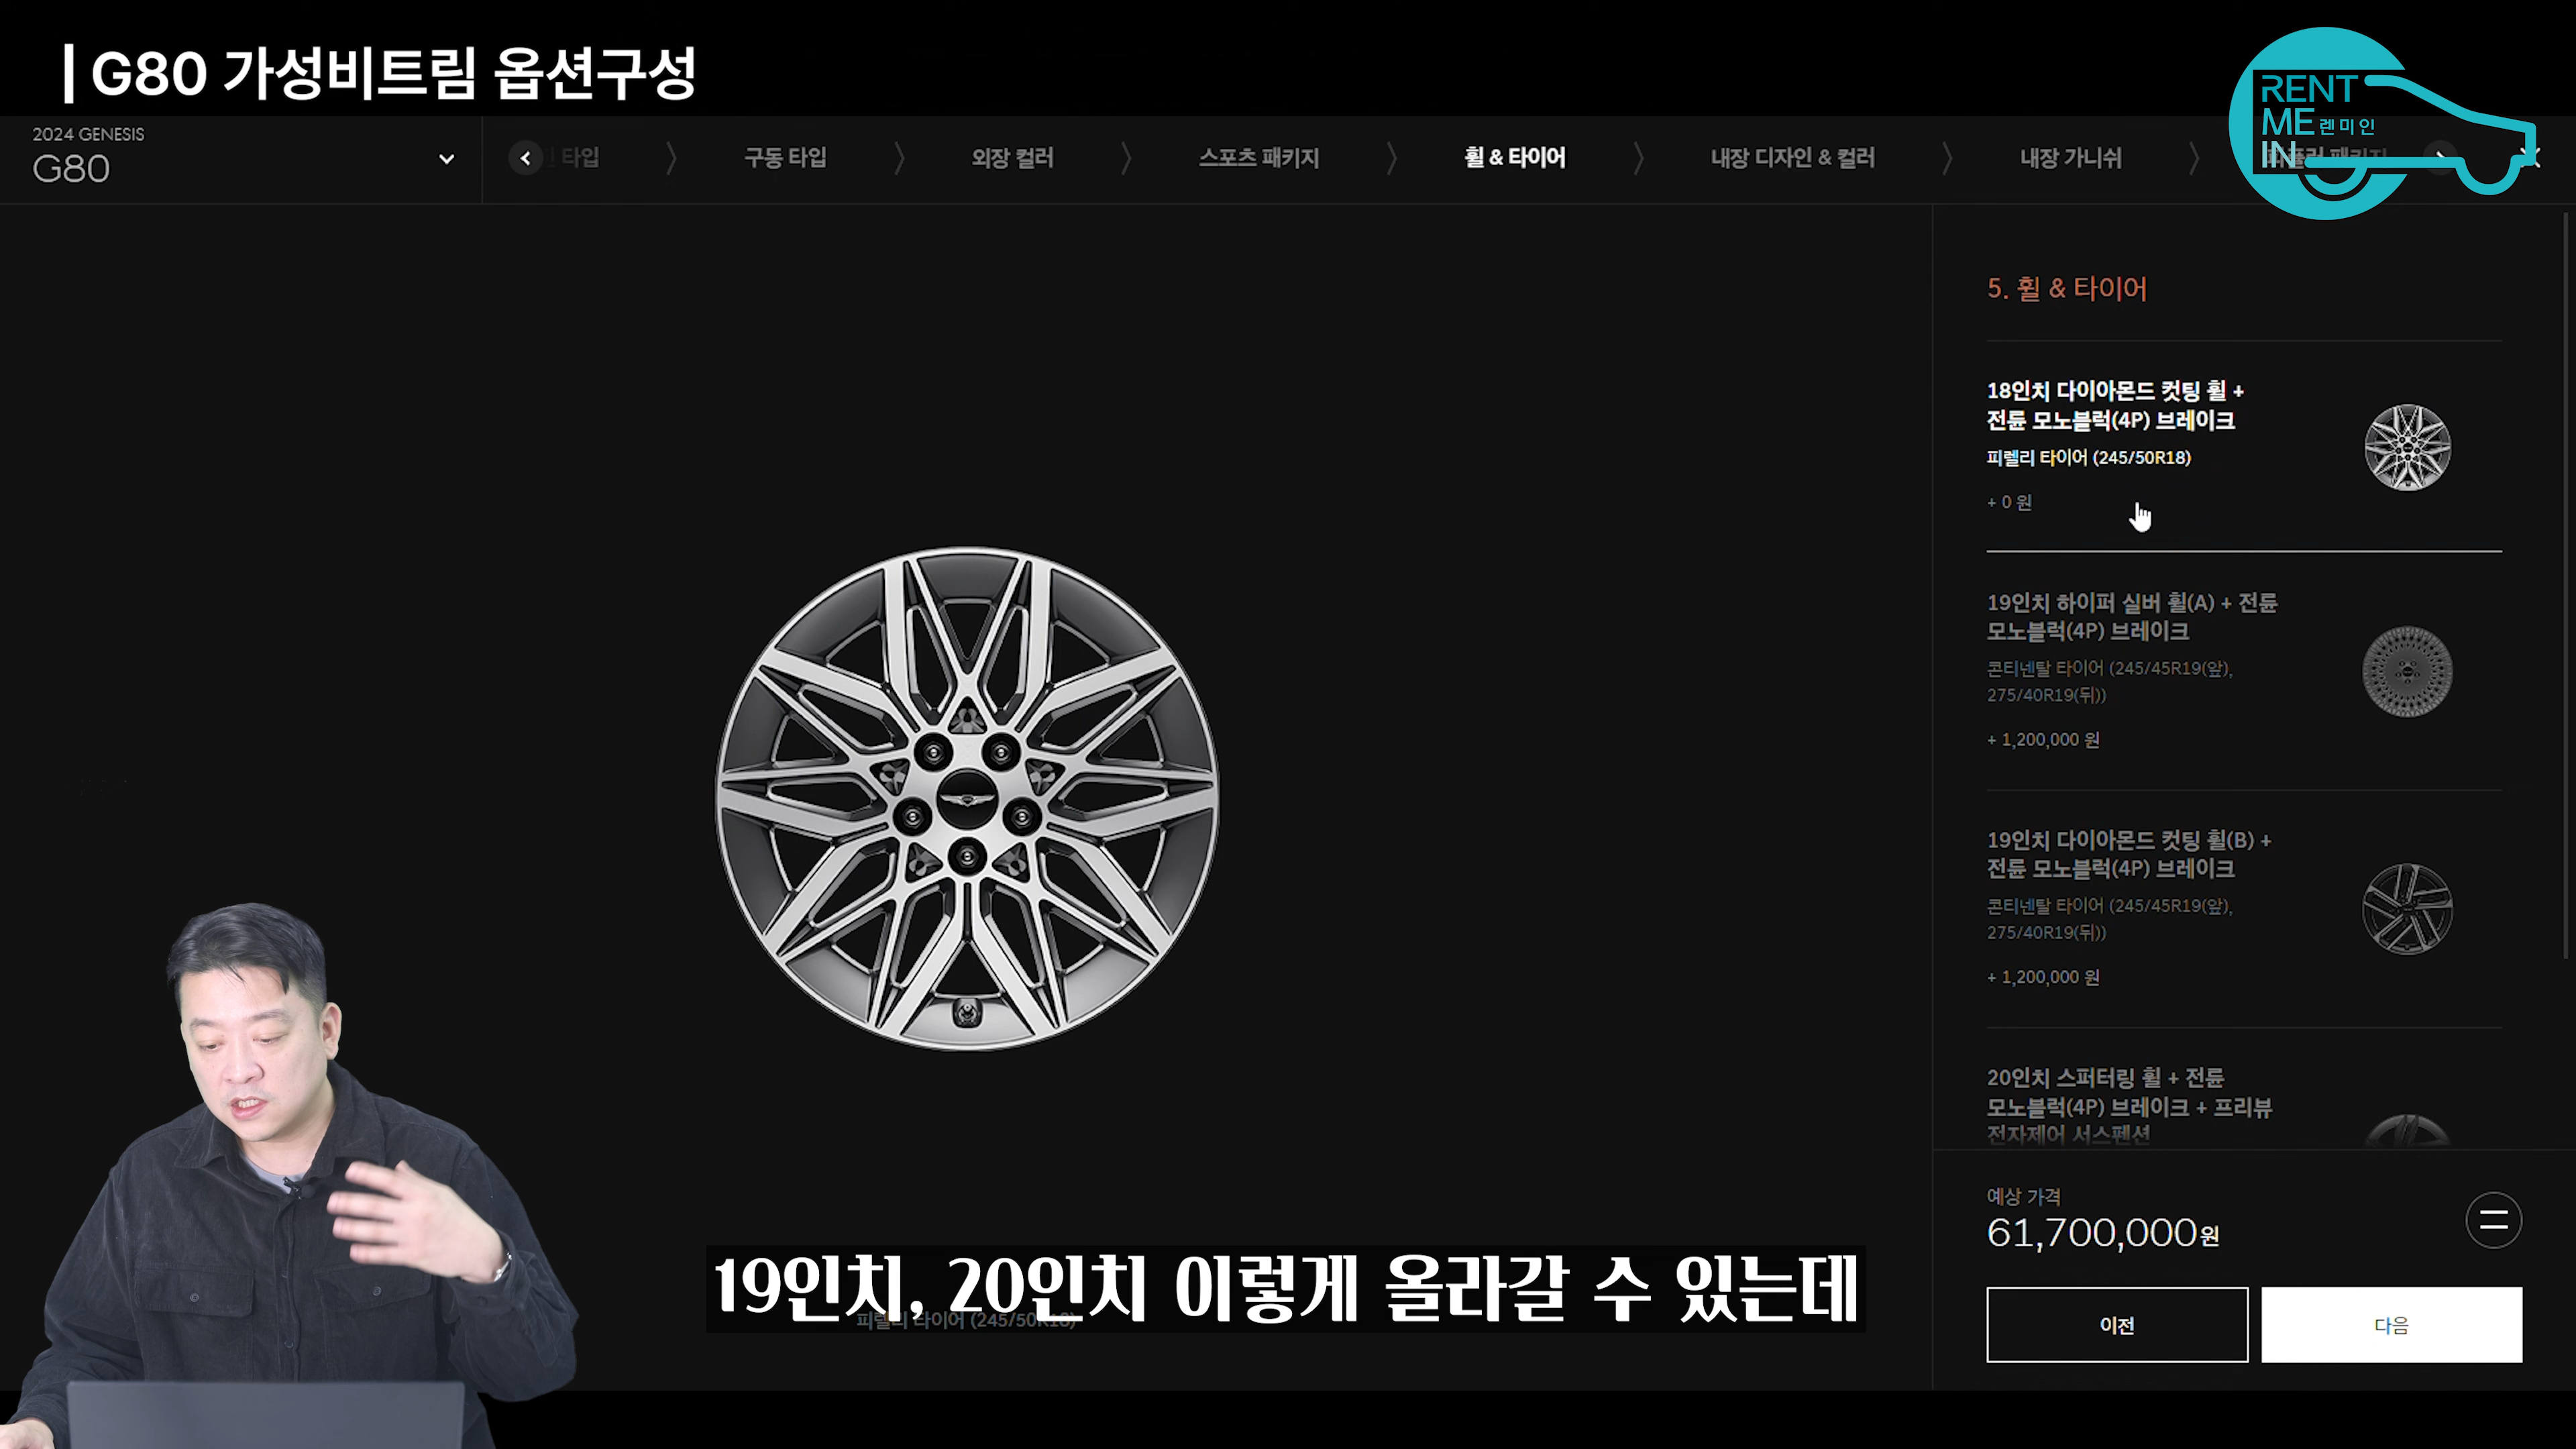 G80 가성비트림 옵션구성
RENT
ME 렌미인
IN
2024 GENESIS
G80
타입
구동 타입
외장 컬러
스포츠 패키지
휠 & 타이어
내장 디자인 & 컬러
내장 가니쉬
5. 휠 & 타이어
18인치 다이아몬드 컷팅 휠 +
전륜 모노블럭(4P) 브레이크
피렐리 타이어 (245/50R18)
+ 0 원
19인치 하이퍼 실버 휠(A) + 전륜
모노블럭(4P) 브레이크
콘티넨탈 타이어 (245/45R19(앞),
275/40R19(뒤))
+ 1,200,000 원
19인치 다이아몬드 컷팅 휠(B) +
전륜 모노블럭(4P) 브레이크
콘티넨탈 타이어 (245/45R19(앞),
275/40R19(뒤))
+ 1,200,000 원
20인치 스퍼터링 휠 + 전륜
모노블럭(4P) 브레이크 + 프리뷰
전자제어 서스펜션
예상 가격
61,700,000원
이전
다음
19인치, 20인치 이렇게 올라갈 수 있는데
피렐리 타이어 (245/50R18)